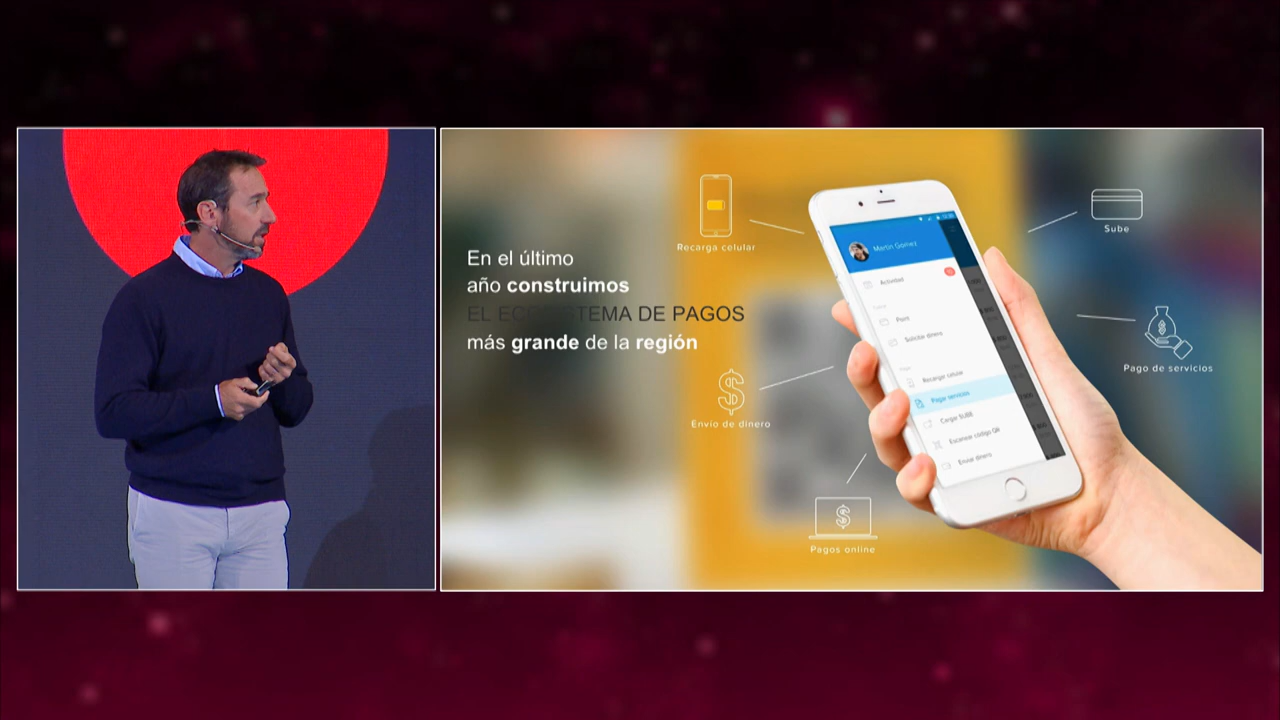 En el último
año construimos
EL ECOSISTEMA DE PAGOS
más grande de la región
Recarga celular
Envío de dinero
Pagos online
Sube
Pago de servicios
Martín Gomez
Actividad
Point
Solicitar dinero
Recargar celular
Pagar servicios
Cargar SUBE
Escanear código QR
Enviar dinero